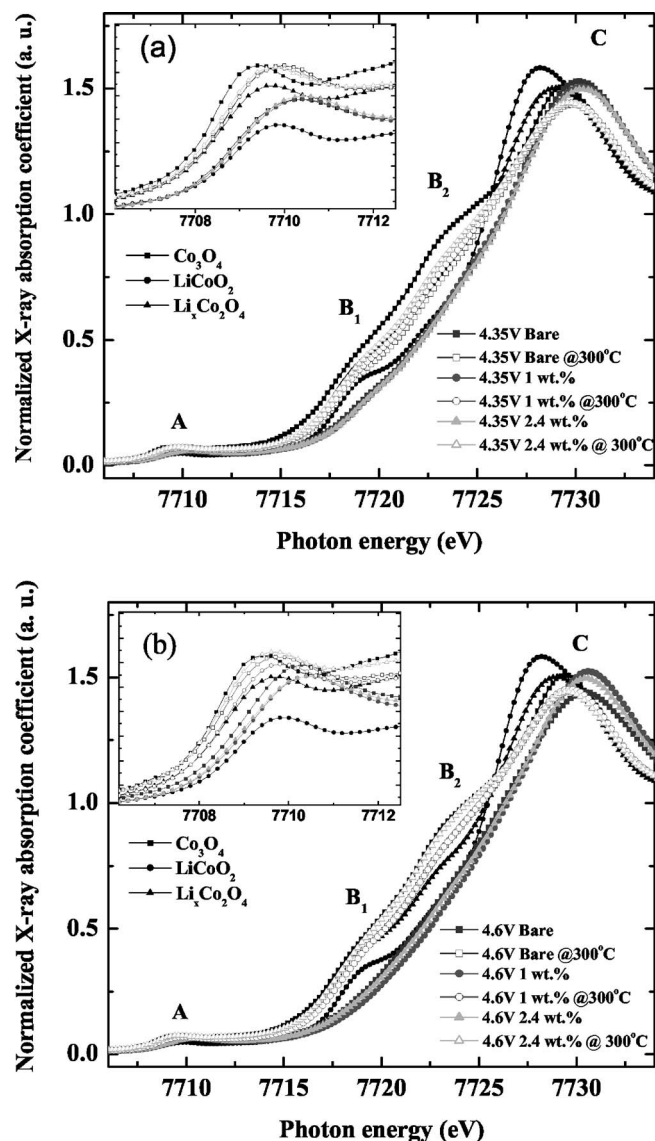 (a)
C
1.5
B₂
1.0
7708 7710 7712
Co₃O₄
LiCoO₂
LiₓCo₂O₄
B₁
0.5
4.35V Bare
4.35V Bare @300°C
4.35V 1 wt.%
4.35V 1 wt.% @300°C
4.35V 2.4 wt.%
4.35V 2.4 wt.% @ 300°C
A
0.0
7710 7715 7720 7725 7730
Photon energy (eV)
Normalized X-ray absorption coefficient (a. u.)
(b)
C
1.5
B₂
1.0
7708 7710 7712
Co₃O₄
LiCoO₂
LiₓCo₂O₄
B₁
0.5
4.6V Bare
4.6V Bare @300°C
4.6V 1 wt.%
4.6V 1 wt.% @300°C
4.6V 2.4 wt.%
4.6V 2.4 wt.% @ 300°C
A
0.0
7710 7715 7720 7725 7730
Photon energy (eV)
Normalized X-ray absorption coefficient (a. u.)